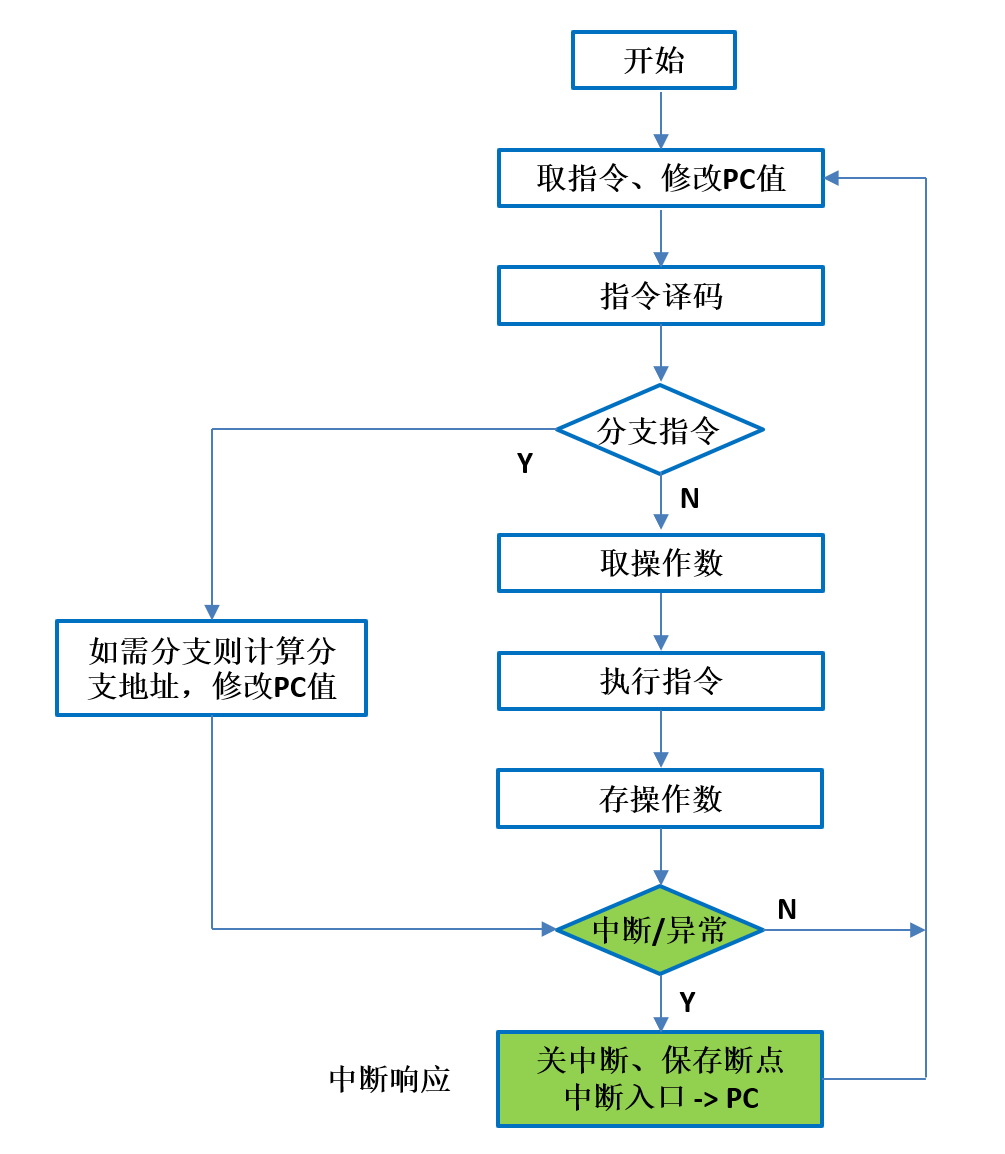 开始
取指令、修改PC值
指令译码
分支指令
Y
N
取操作数
如需分支则计算分
支地址，修改PC值
执行指令
存操作数
中断/异常
N
Y
中断响应
关中断、保存断点
中断入口 -> PC